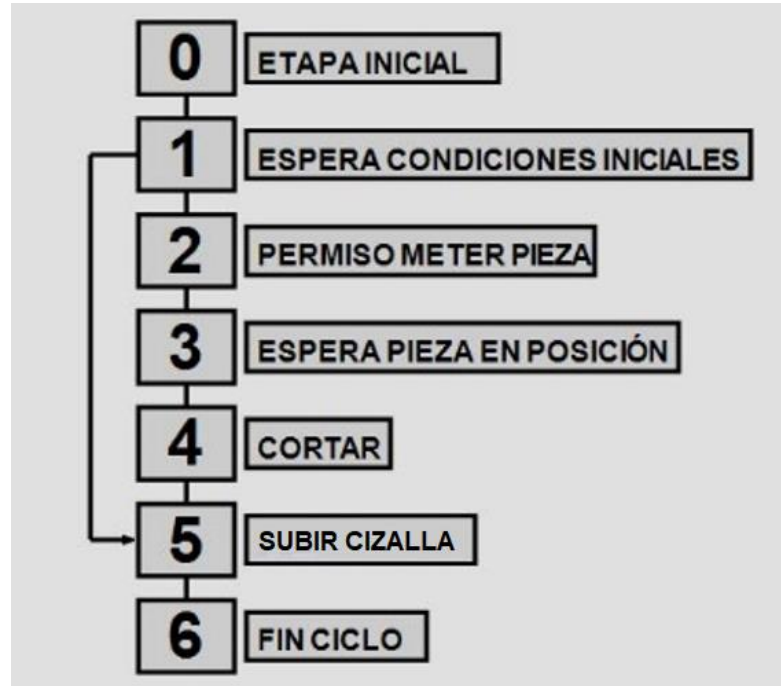 0 ETAPA INICIAL
1 ESPERA CONDICIONES INICIALES
2 PERMISO METER PIEZA
3 ESPERA PIEZA EN POSICIÓN
4 CORTAR
5 SUBIR CIZALLA
6 FIN CICLO